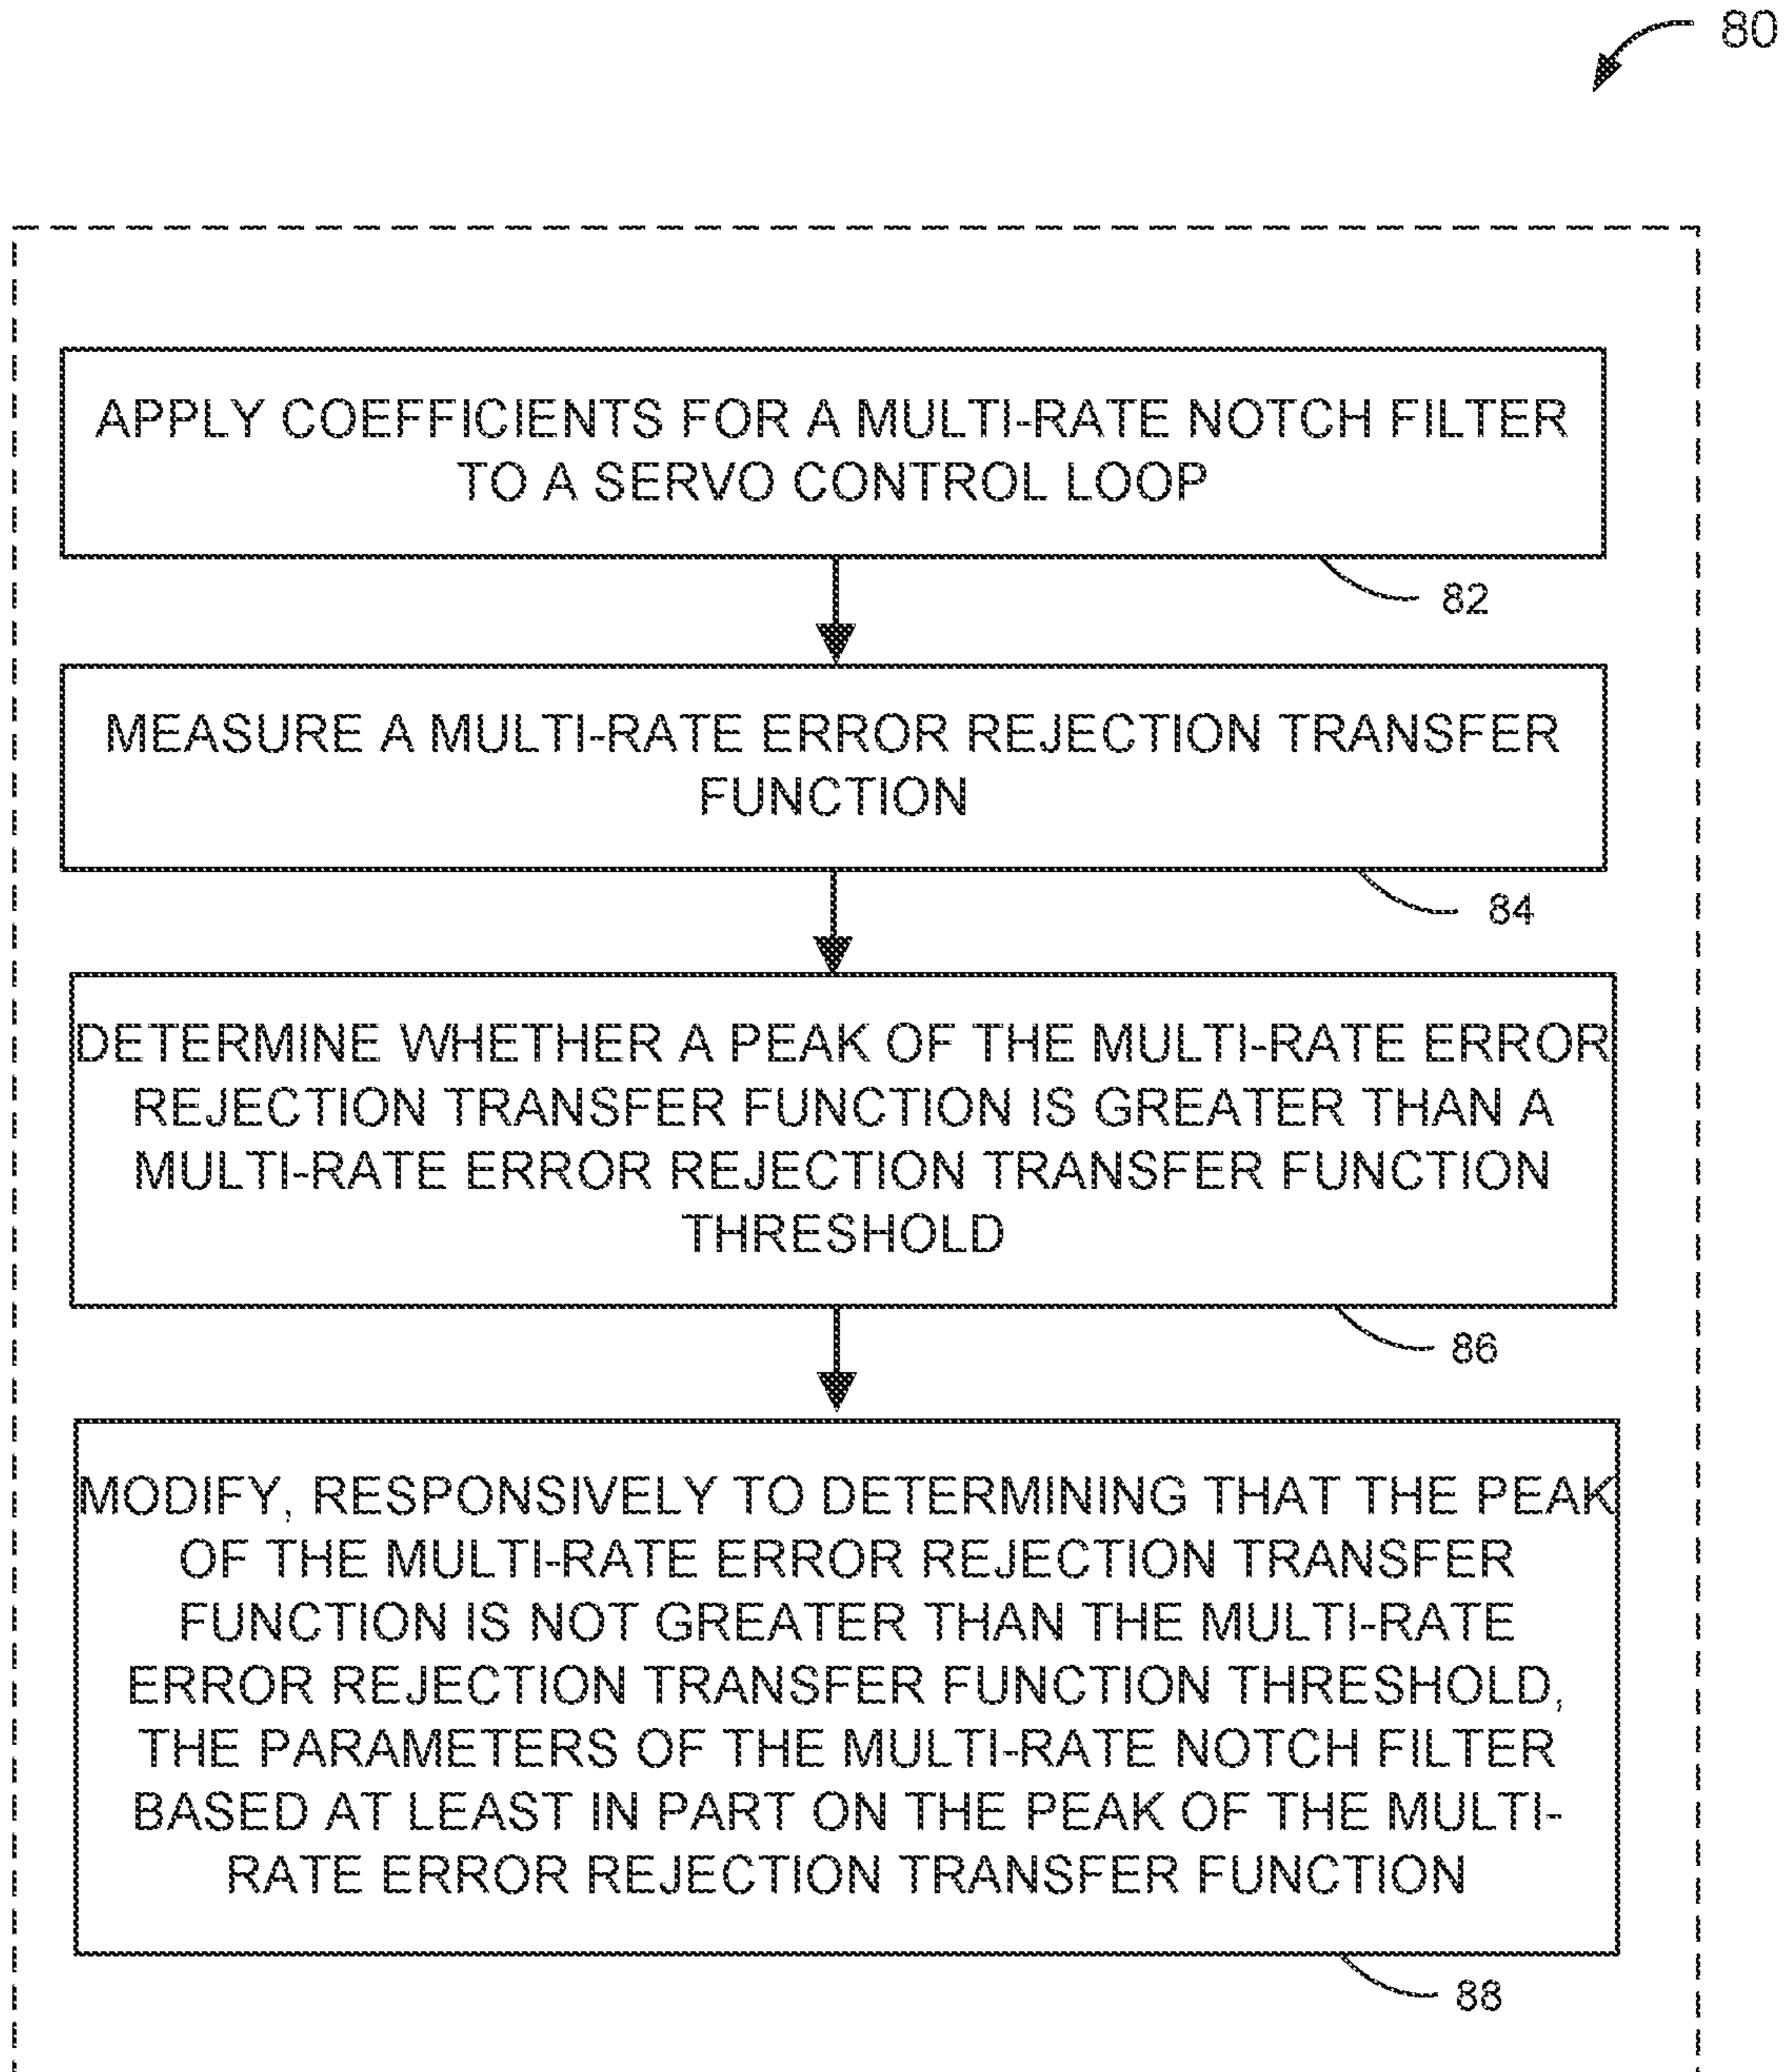 80
APPLY COEFFICIENTS FOR A MULTI-RATE NOTCH FILTER
TO A SERVO CONTROL LOOP
82
MEASURE A MULTI-RATE ERROR REJECTION TRANSFER
FUNCTION
84
DETERMINE WHETHER A PEAK OF THE MULTI-RATE ERROR
REJECTION TRANSFER FUNCTION IS GREATER THAN A
MULTI-RATE ERROR REJECTION TRANSFER FUNCTION
THRESHOLD
86
MODIFY, RESPONSIVELY TO DETERMINING THAT THE PEAK
OF THE MULTI-RATE ERROR REJECTION TRANSFER
FUNCTION IS NOT GREATER THAN THE MULTI-RATE
ERROR REJECTION TRANSFER FUNCTION THRESHOLD,
THE PARAMETERS OF THE MULTI-RATE NOTCH FILTER
BASED AT LEAST IN PART ON THE PEAK OF THE MULTI-
RATE ERROR REJECTION TRANSFER FUNCTION
88